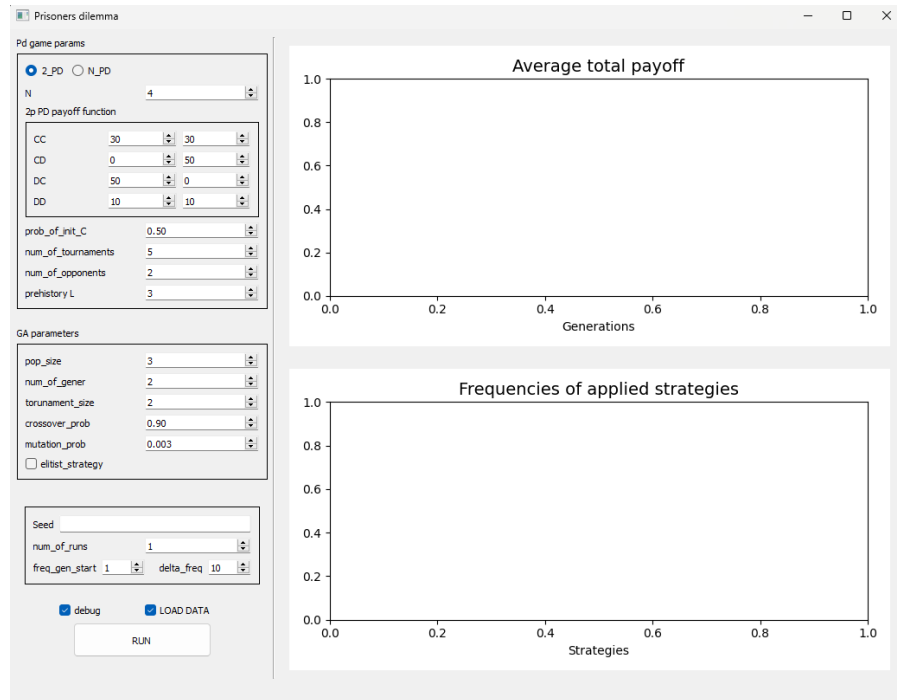 Prisoners dilemma
Pd game params
2_PD N_PD
N 4
2p PD payoff function
CC 30 30
CD 0 50
DC 50 0
DD 10 10
prob_of_init_C 0.50
num_of_tournaments 5
num_of_opponents 2
prehistory L 3
GA parameters
pop_size 3
num_of_gener 2
torunament_size 2
crossover_prob 0.90
mutation_prob 0.003
elitist_strategy
Seed
num_of_runs 1
freq_gen_start 1 delta_freq 10
debug LOAD DATA
RUN
Average total payoff
1.0
0.8
0.6
0.4
0.2
0.0
0.0 0.2 0.4 0.6 0.8 1.0
Generations
Frequencies of applied strategies
1.0
0.8
0.6
0.4
0.2
0.0
0.0 0.2 0.4 0.6 0.8 1.0
Strategies